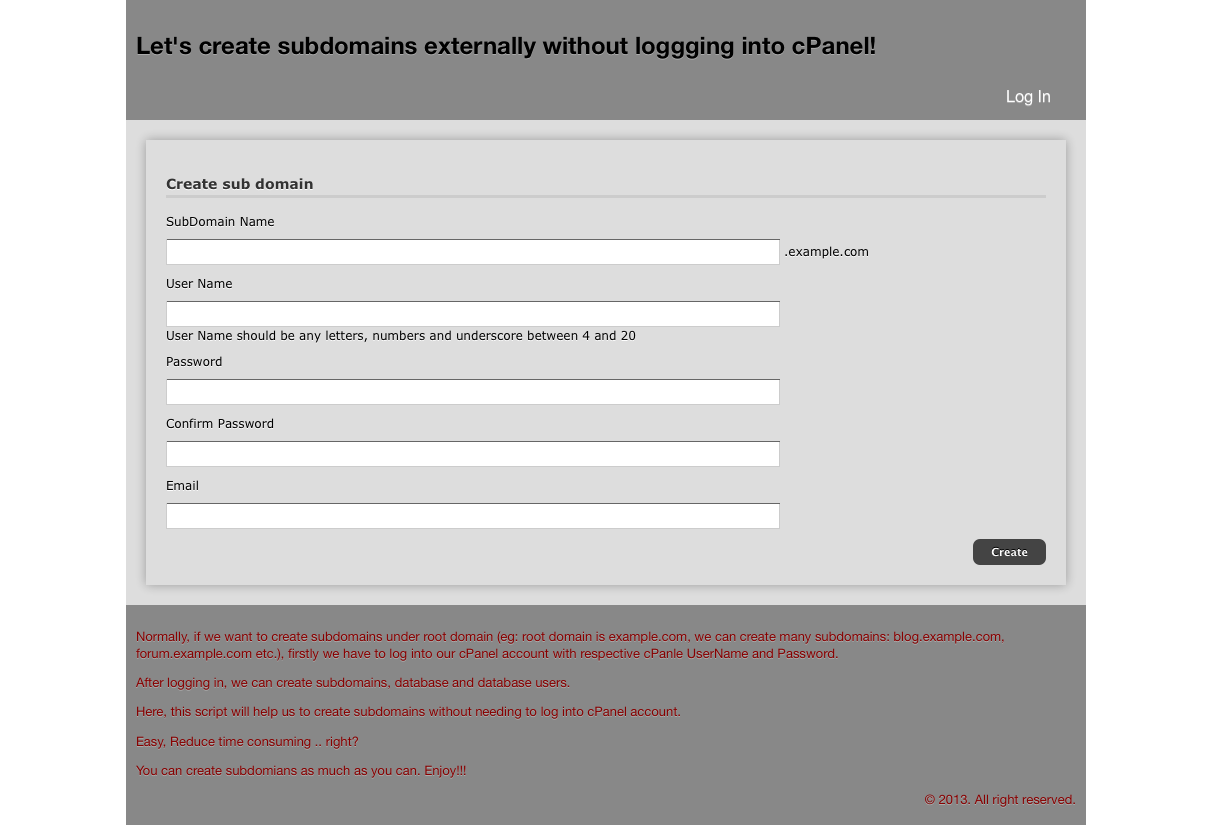 Let's create subdomains externally without loggging into cPanel!
Log In
Create sub domain
SubDomain Name
.example.com
User Name
User Name should be any letters, numbers and underscore between 4 and 20
Password
Confirm Password
Email
Create
Normally, if we want to create subdomains under root domain (eg: root domain is example.com, we can create many subdomains: blog.example.com,
forum.example.com etc.), firstly we have to log into our cPanel account with respective cPanle UserName and Password.
After logging in, we can create subdomains, database and database users.
Here, this script will help us to create subdomains without needing to log into cPanel account.
Easy, Reduce time consuming .. right?
You can create subdomians as much as you can. Enjoy!!!
© 2013. All right reserved.